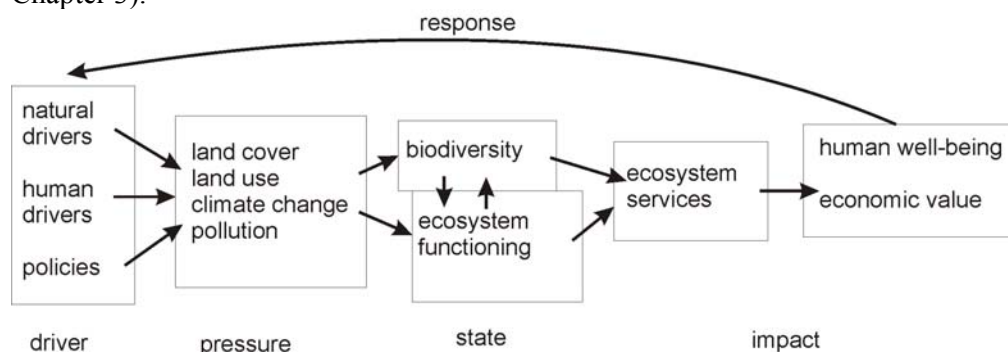 Chapter 3).
response
natural
drivers
human
drivers
policies
land cover
land use
climate change
pollution
biodiversity
ecosystem
functioning
ecosystem
services
human well-being
economic value
driver
pressure
state
impact